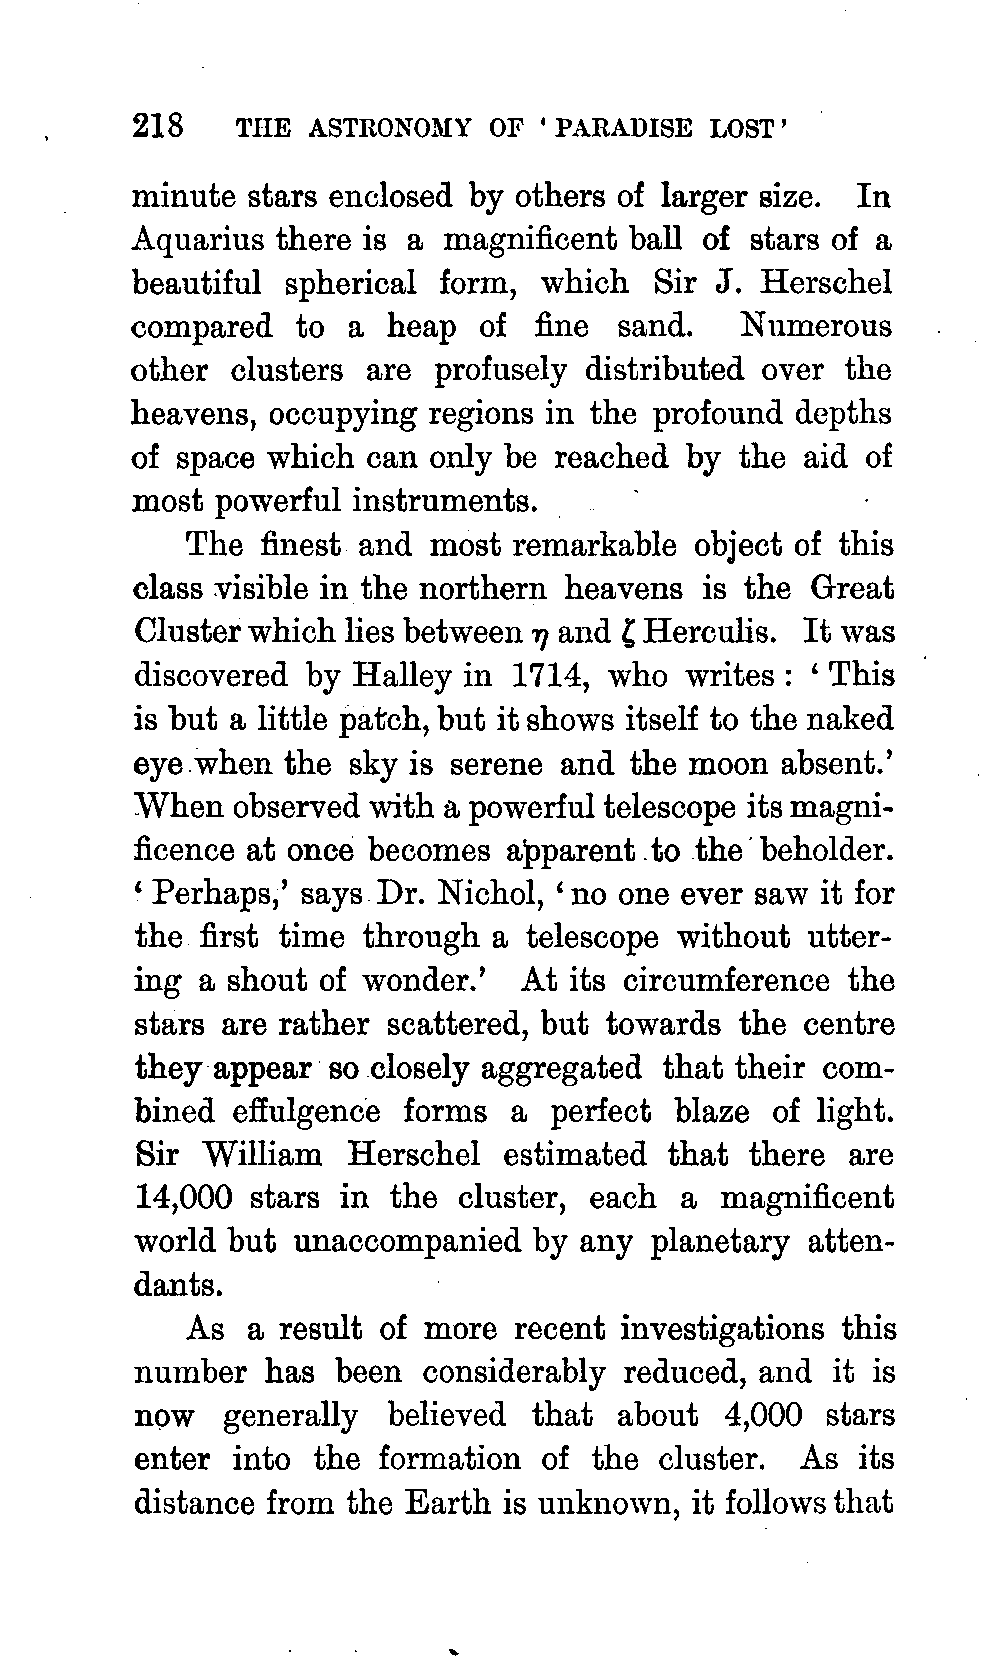 218 THE ASTRONOMY OF ‘PARADISE LOST’
minute stars enclosed by others of larger size. In
Aquarius there is a magnificent ball of stars of a
beautiful spherical form, which Sir J. Herschel
compared to a heap of fine sand. Numerous
other clusters are profusely distributed over the
heavens, occupying regions in the profound depths
of space which can only be reached by the aid of
most powerful instruments.
The finest and most remarkable object of this
class visible in the northern heavens is the Great
Cluster which lies between η and ζ Herculis. It was
discovered by Halley in 1714, who writes : ‘This
is but a little patch, but it shows itself to the naked
eye when the sky is serene and the moon absent.’
When observed with a powerful telescope its magni-
ficence at once becomes apparent to the beholder.
‘Perhaps,’ says Dr. Nichol, ‘no one ever saw it for
the first time through a telescope without utter-
ing a shout of wonder.’ At its circumference the
stars are rather scattered, but towards the centre
they appear so closely aggregated that their com-
bined effulgence forms a perfect blaze of light.
Sir William Herschel estimated that there are
14,000 stars in the cluster, each a magnificent
world but unaccompanied by any planetary atten-
dants.
As a result of more recent investigations this
number has been considerably reduced, and it is
now generally believed that about 4,000 stars
enter into the formation of the cluster. As its
distance from the Earth is unknown, it follows that